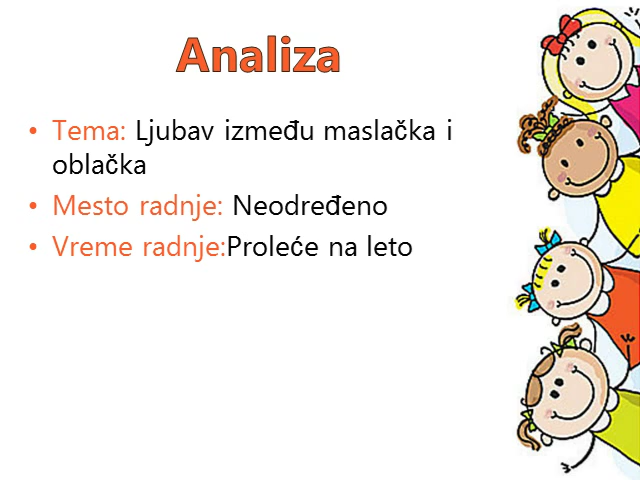 Analiza
• Tema: Ljubav između maslačka i
oblačka
• Mesto radnje: Neodređeno
• Vreme radnje:Proleće na leto